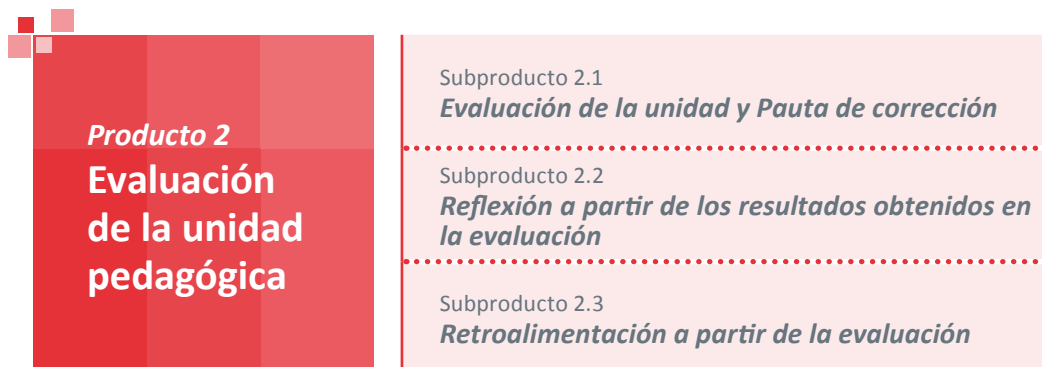 Producto 2
Evaluación
de la unidad
pedagógica
Subproducto 2.1
Evaluación de la unidad y Pauta de corrección
Subproducto 2.2
Reflexión a partir de los resultados obtenidos en
la evaluación
Subproducto 2.3
Retroalimentación a partir de la evaluación